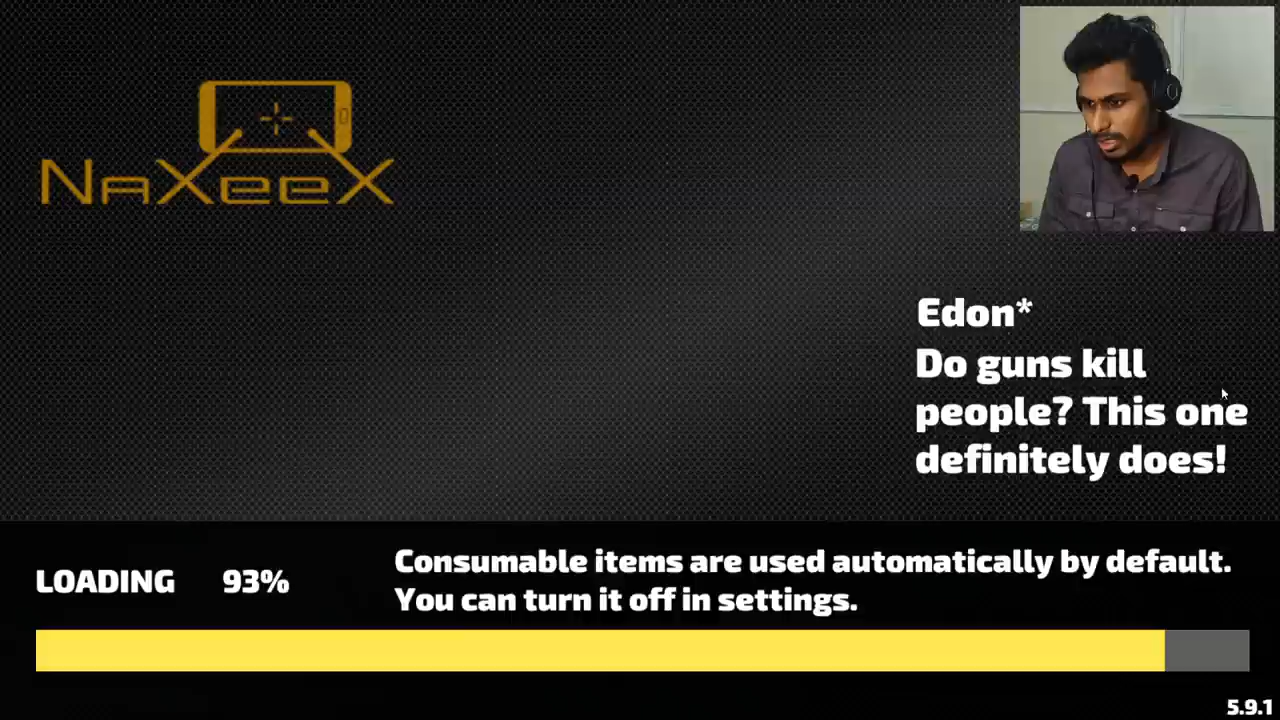 NaXeeX
Edon*
Do guns kill
people? This one
definitely does!
LOADING 93%
Consumable items are used automatically by default.
You can turn it off in settings.
5.9.1